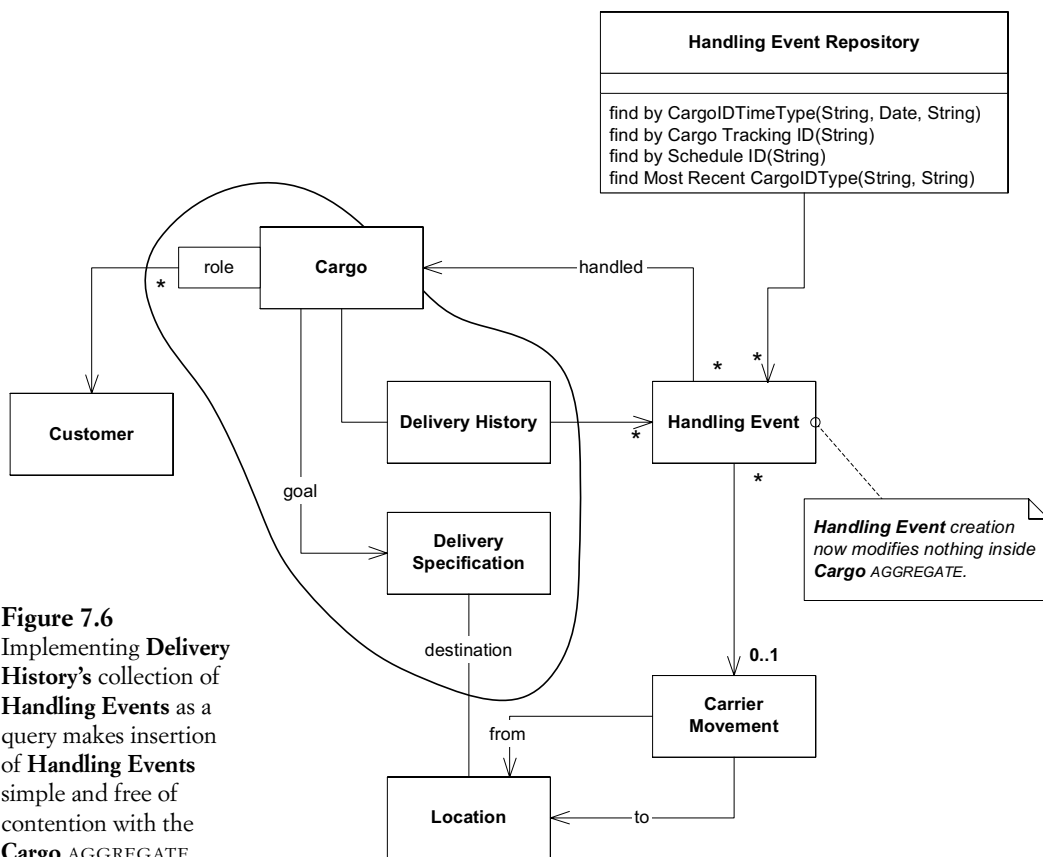 Handling Event Repository
find by CargoIDTimeType(String, Date, String)
find by Cargo Tracking ID(String)
find by Schedule ID(String)
find Most Recent CargoIDType(String, String)
role
Cargo
handled
*
*
*
Customer
Delivery History
*
Handling Event
*
goal
Handling Event creation
now modifies nothing inside
Cargo AGGREGATE.
Delivery
Specification
destination
0..1
Carrier
Movement
from
Location
to
Figure 7.6
Implementing Delivery
History's collection of
Handling Events as a
query makes insertion
of Handling Events
simple and free of
contention with the
Cargo AGGREGATE